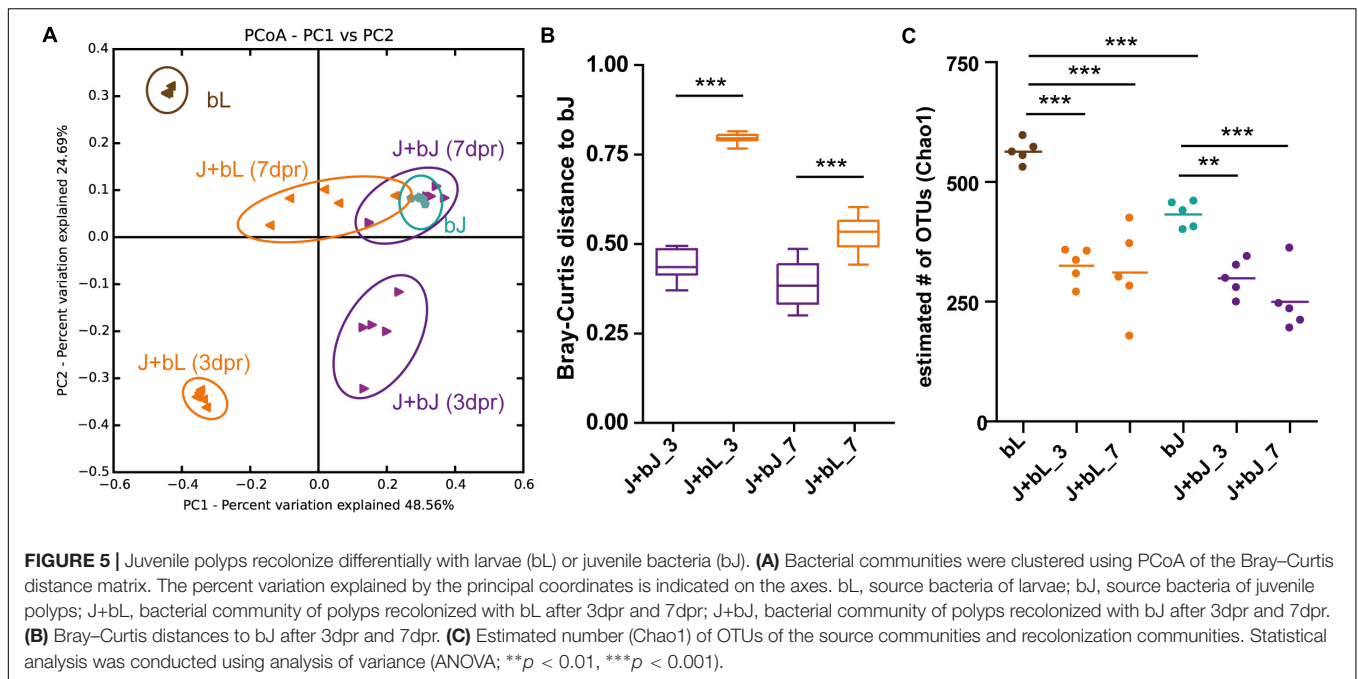 A
PCoA - PC1 vs PC2
PC2 - Percent variation explained 24.69%
0.4
0.3
0.2
0.1
0.0
−0.1
−0.2
−0.3
−0.4
−0.5
bL
J+bL (7dpr)
J+bJ (7dpr)
bJ
J+bL (3dpr)
J+bJ (3dpr)
−0.6
−0.4
−0.2
0.0
0.2
0.4
0.6
PC1 - Percent variation explained 48.56%
B
Bray-Curtis distance to bJ
1.00
0.75
0.50
0.25
0.00
***
***
J+bJ_3
J+bL_3
J+bJ_7
J+bL_7
C
estimated # of OTUs (Chao1)
750
500
250
0
***
***
***
***
**
bL
J+bL_3
J+bL_7
bJ
J+bJ_3
J+bJ_7
FIGURE 5 | Juvenile polyps recolonize differentially with larvae (bL) or juvenile bacteria (bJ). (A) Bacterial communities were clustered using PCoA of the Bray–Curtis
distance matrix. The percent variation explained by the principal coordinates is indicated on the axes. bL, source bacteria of larvae; bJ, source bacteria of juvenile
polyps; J+bL, bacterial community of polyps recolonized with bL after 3dpr and 7dpr; J+bJ, bacterial community of polyps recolonized with bJ after 3dpr and 7dpr.
(B) Bray–Curtis distances to bJ after 3dpr and 7dpr. (C) Estimated number (Chao1) of OTUs of the source communities and recolonization communities. Statistical
analysis was conducted using analysis of variance (ANOVA; **p < 0.01, ***p < 0.001).